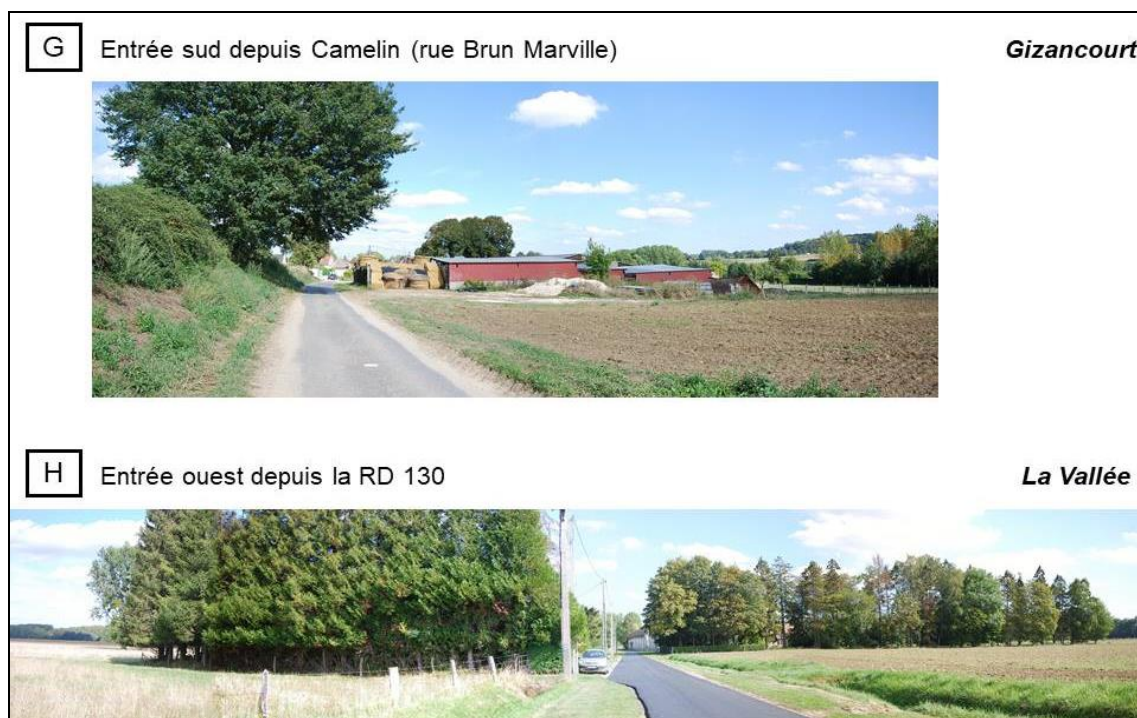 G Entrée sud depuis Camelin (rue Brun Marville) Gizancourt
H Entrée ouest depuis la RD 130 La Vallée